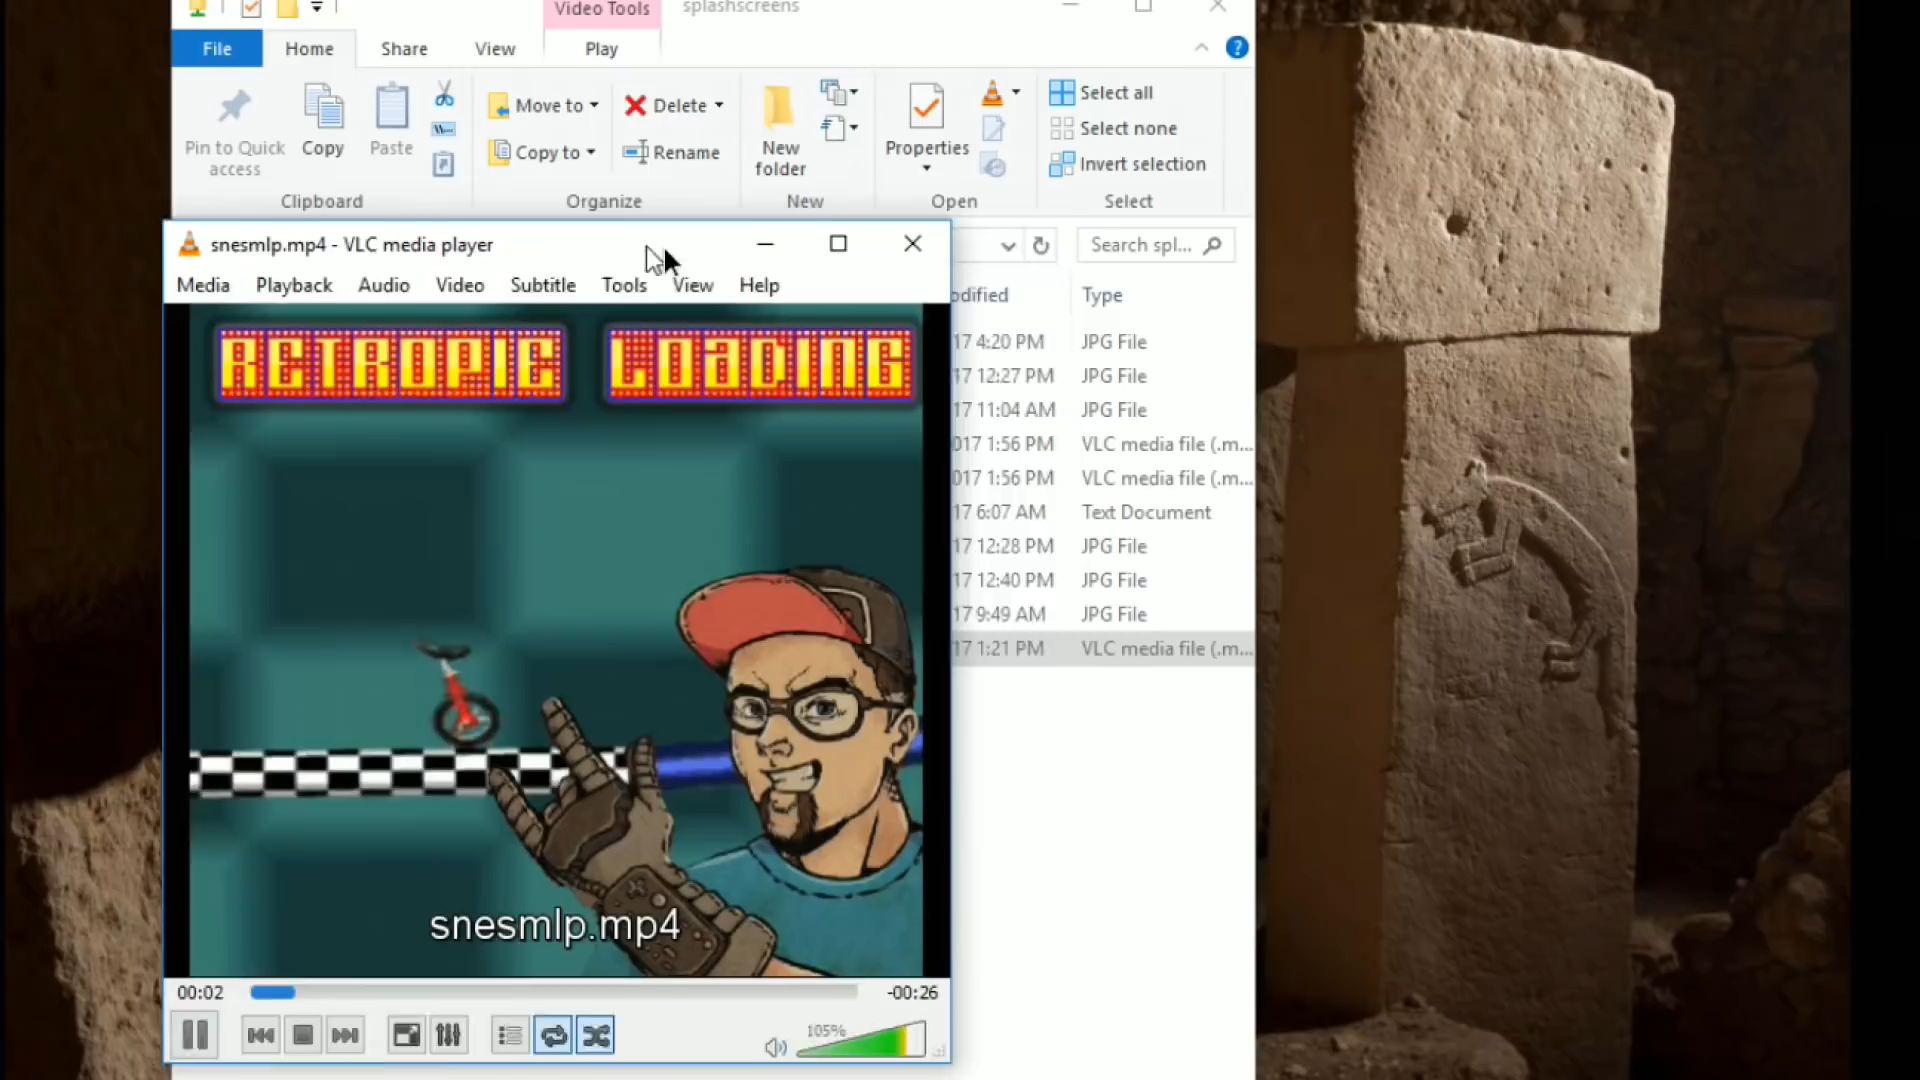 Video Tools
splashscreens
File
Home
Share
View
Play
Pin to Quick
access
Copy
Paste
Move to
Copy to
Delete
Rename
New
folder
Properties
Select all
Select none
Invert selection
Clipboard
Organize
New
Open
Select
snesmlp.mp4 - VLC media player
Search spl...
Media Playback Audio Video Subtitle Tools View Help
odified
Type
17 4:20 PM JPG File
17 12:27 PM JPG File
17 11:04 AM JPG File
017 1:56 PM VLC media file (.m...
017 1:56 PM VLC media file (.m...
17 6:07 AM Text Document
17 12:28 PM JPG File
17 12:40 PM JPG File
17 9:49 AM JPG File
17 1:21 PM VLC media file (.m...
RETROPIE LOADING
snesmlp.mp4
00:02
-00:26
105%